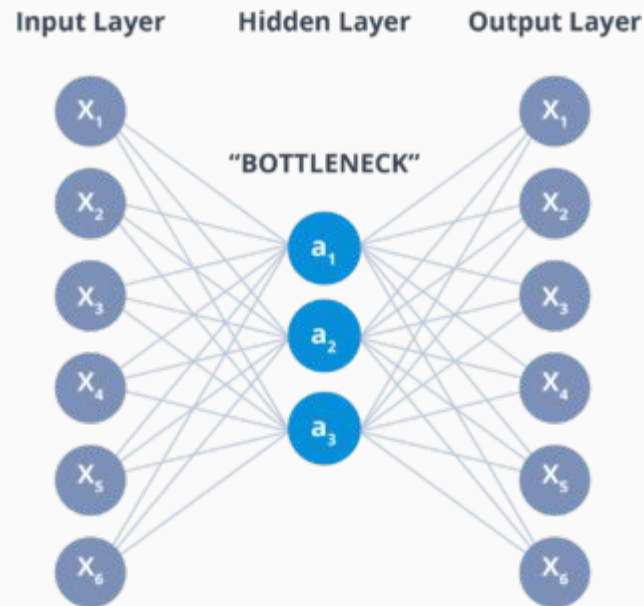 Input Layer Hidden Layer Output Layer
X₁ X₁
"BOTTLENECK"
X₂ X₂
a₁
X₃ X₃
a₂
X₄ X₄
a₃
X₅ X₅
X₆ X₆